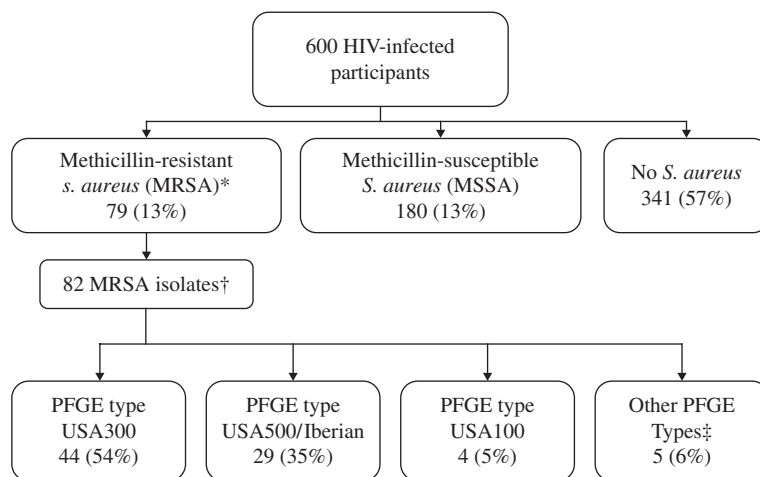 600 HIV-infected
participants
Methicillin-resistant
s. aureus (MRSA)*
79 (13%)
Methicillin-susceptible
S. aureus (MSSA)
180 (13%)
No S. aureus
341 (57%)
82 MRSA isolates†
PFGE type
USA300
44 (54%)
PFGE type
USA500/Iberian
29 (35%)
PFGE type
USA100
4 (5%)
Other PFGE
Types‡
5 (6%)